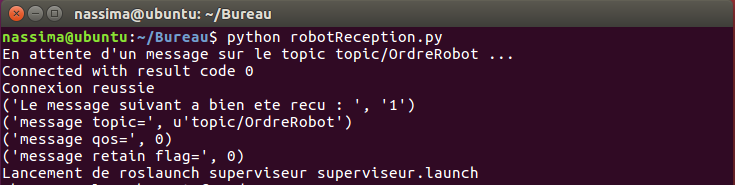 nassima@ubuntu: ~/Bureau
nassima@ubuntu:~/Bureau$ python robotReception.py
En attente d'un message sur le topic topic/OrdreRobot ...
Connected with result code 0
Connexion reussie
('Le message suivant a bien ete recu : ', '1')
('message topic=', u'topic/OrdreRobot')
('message qos=', 0)
('message retain flag=', 0)
Lancement de roslaunch superviseur superviseur.launch